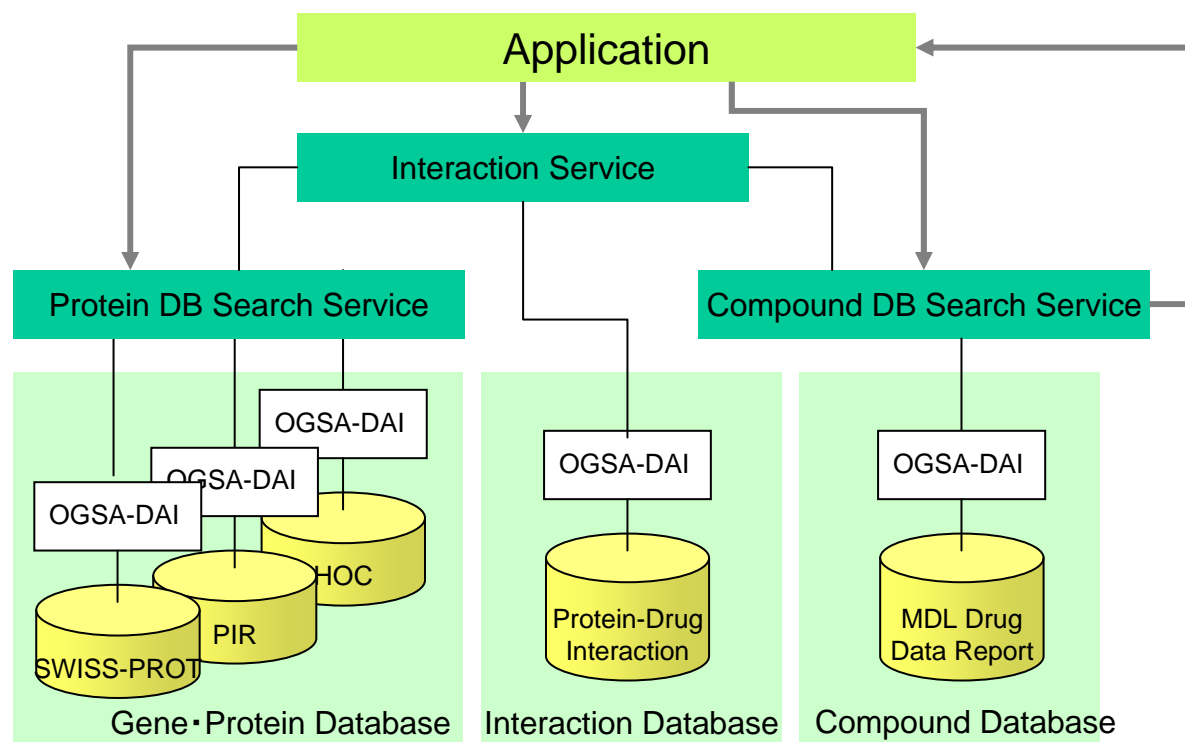 Application
Interaction Service
Protein DB Search Service
Compound DB Search Service
OGSA-DAI
OGSA-DAI
OGSA-DAI
OGSA-DAI
OGSA-DAI
HOC
PIR
SWISS-PROT
Protein-Drug
Interaction
MDL Drug
Data Report
Gene・Protein Database
Interaction Database
Compound Database